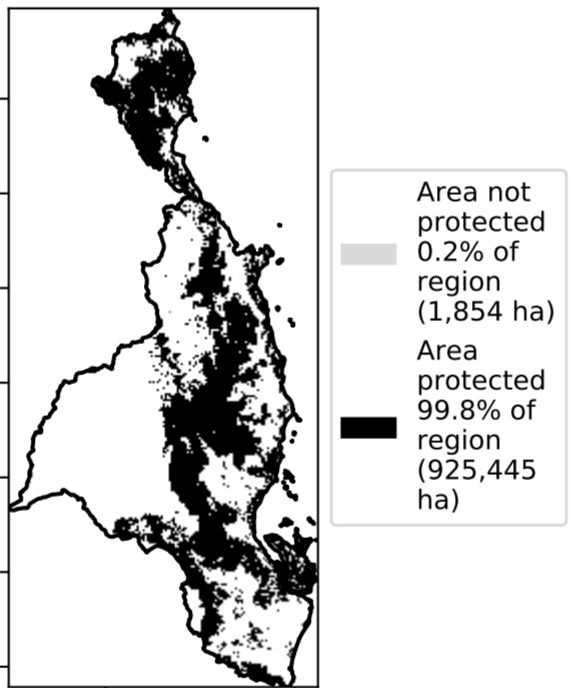 Area not
protected
0.2% of
region
(1,854 ha)
Area
protected
99.8% of
region
(925,445
ha)